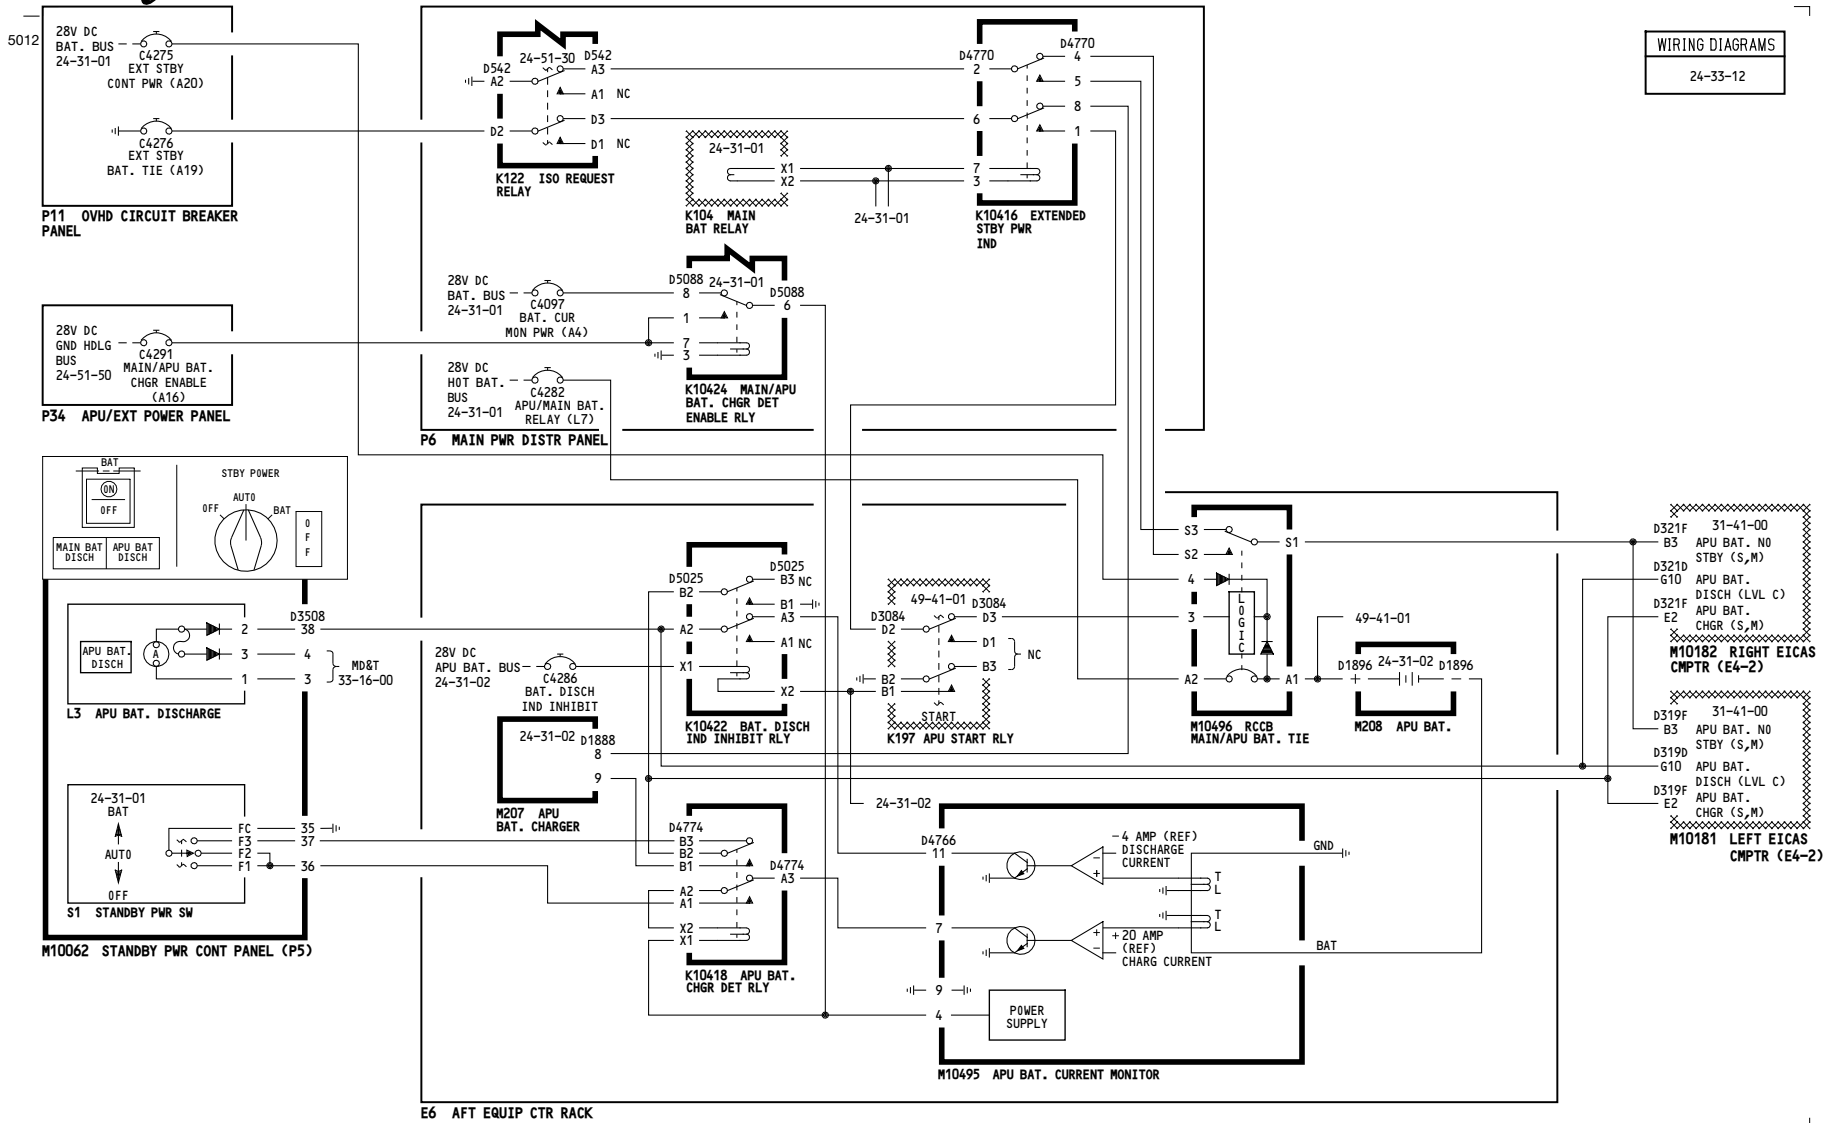 5012
WIRING DIAGRAMS
24-33-12
28V DC
BAT. BUS
24-31-01
C4275
EXT STBY
CONT PWR (A20)
C4276
EXT STBY
BAT. TIE (A19)
P11 OVHD CIRCUIT BREAKER
PANEL
28V DC
GND HDLG
BUS
24-51-50
C4291
MAIN/APU BAT.
CHGR ENABLE
(A16)
P34 APU/EXT POWER PANEL
24-51-30
D542
D542
A2
A3
A1 NC
D2
D3
D1 NC
K122 ISO REQUEST
RELAY
24-31-01
X1
X2
K104 MAIN
BAT RELAY
24-31-01
D4770
D4770
2
4
5
6
8
1
7
3
K10416 EXTENDED
STBY PWR
IND
28V DC
BAT. BUS
24-31-01
C4097
BAT. CUR
MON PWR (A4)
28V DC
HOT BAT.
BUS
24-31-01
C4282
APU/MAIN BAT.
RELAY (L7)
D5088
24-31-01
D5088
8
6
1
7
3
K10424 MAIN/APU
BAT. CHGR DET
ENABLE RLY
P6 MAIN PWR DISTR PANEL
BAT
ON
OFF
MAIN BAT
DISCH
APU BAT
DISCH
STBY POWER
OFF
AUTO
BAT
O
F
F
APU BAT.
DISCH
A
2
3
1
D3508
38
4
3
MD&T
33-16-00
L3 APU BAT. DISCHARGE
24-31-01
BAT
AUTO
OFF
FC
F3
F2
F1
35
37
36
S1 STANDBY PWR SW
M10062 STANDBY PWR CONT PANEL (P5)
28V DC
APU BAT. BUS
24-31-02
C4286
BAT. DISCH
IND INHIBIT
D5025
D5025
B2
B3 NC
B1
A2
A3
A1 NC
X1
X2
K10422 BAT. DISCH
IND INHIBIT RLY
24-31-02
D1888
8
9
M207 APU
BAT. CHARGER
49-41-01
D3084
D3084
D2
D3
D1
B3
NC
B2
B1
START
K197 APU START RLY
24-31-02
S3
S2
S1
4
3
LOGIC
A2
A1
M10496 RCCB
MAIN/APU BAT. TIE
49-41-01
D1896
24-31-02
D1896
+
-
M208 APU BAT.
D4774
B3
B2
B1
D4774
A3
A2
A1
X2
X1
K10418 APU BAT.
CHGR DET RLY
D4766
11
7
9
4
-4 AMP (REF)
DISCHARGE
CURRENT
-
+
T
L
T
L
+
-
+20 AMP
(REF)
CHARG CURRENT
GND
BAT
POWER
SUPPLY
M10495 APU BAT. CURRENT MONITOR
E6 AFT EQUIP CTR RACK
31-41-00
D321F
B3
APU BAT. NO
STBY (S,M)
D321D
G10
APU BAT.
DISCH (LVL C)
D321F
E2
APU BAT.
CHGR (S,M)
M10182 RIGHT EICAS
CMPTR (E4-2)
31-41-00
D319F
B3
APU BAT. NO
STBY (S,M)
D319D
G10
APU BAT.
DISCH (LVL C)
D319F
E2
APU BAT.
CHGR (S,M)
M10181 LEFT EICAS
CMPTR (E4-2)